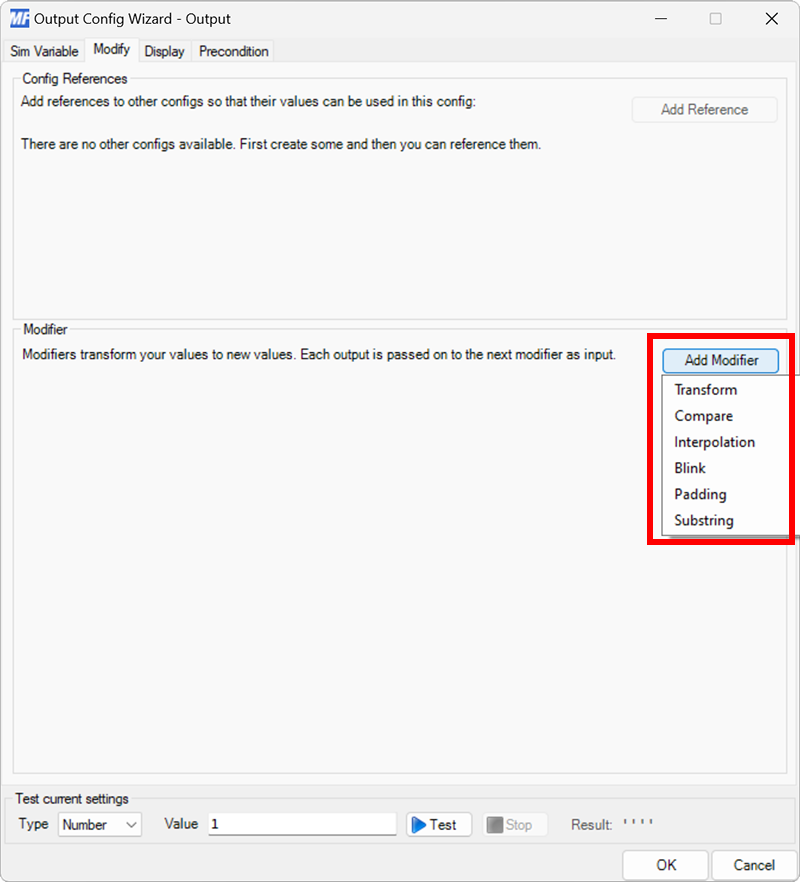 MF Output Config Wizard - Output
Sim Variable Modify Display Precondition
Config References
Add references to other configs so that their values can be used in this config:
Add Reference
There are no other configs available. First create some and then you can reference them.
Modifier
Modifiers transform your values to new values. Each output is passed on to the next modifier as input.
Add Modifier
Transform
Compare
Interpolation
Blink
Padding
Substring
Test current settings
Type Number Value 1 Test Stop Result: ' ' ' '
OK Cancel